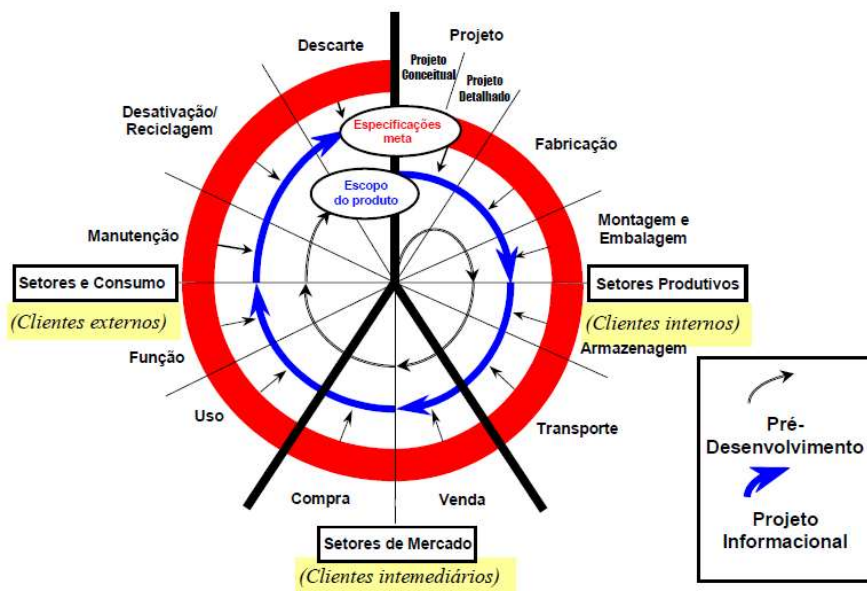 Descarte
Projeto
Projeto
Conceitual
Projeto
Detalhado
Desativação/
Reciclagem
Especificações
meta
Fabricação
Escopo
do produto
Manutenção
Montagem e
Embalagem
Setores e Consumo
Setores Produtivos
(Clientes externos)
(Clientes internos)
Função
Armazenagem
Uso
Transporte
Compra
Venda
Setores de Mercado
(Clientes intemediários)
Pré-
Desenvolvimento
Projeto
Informacional